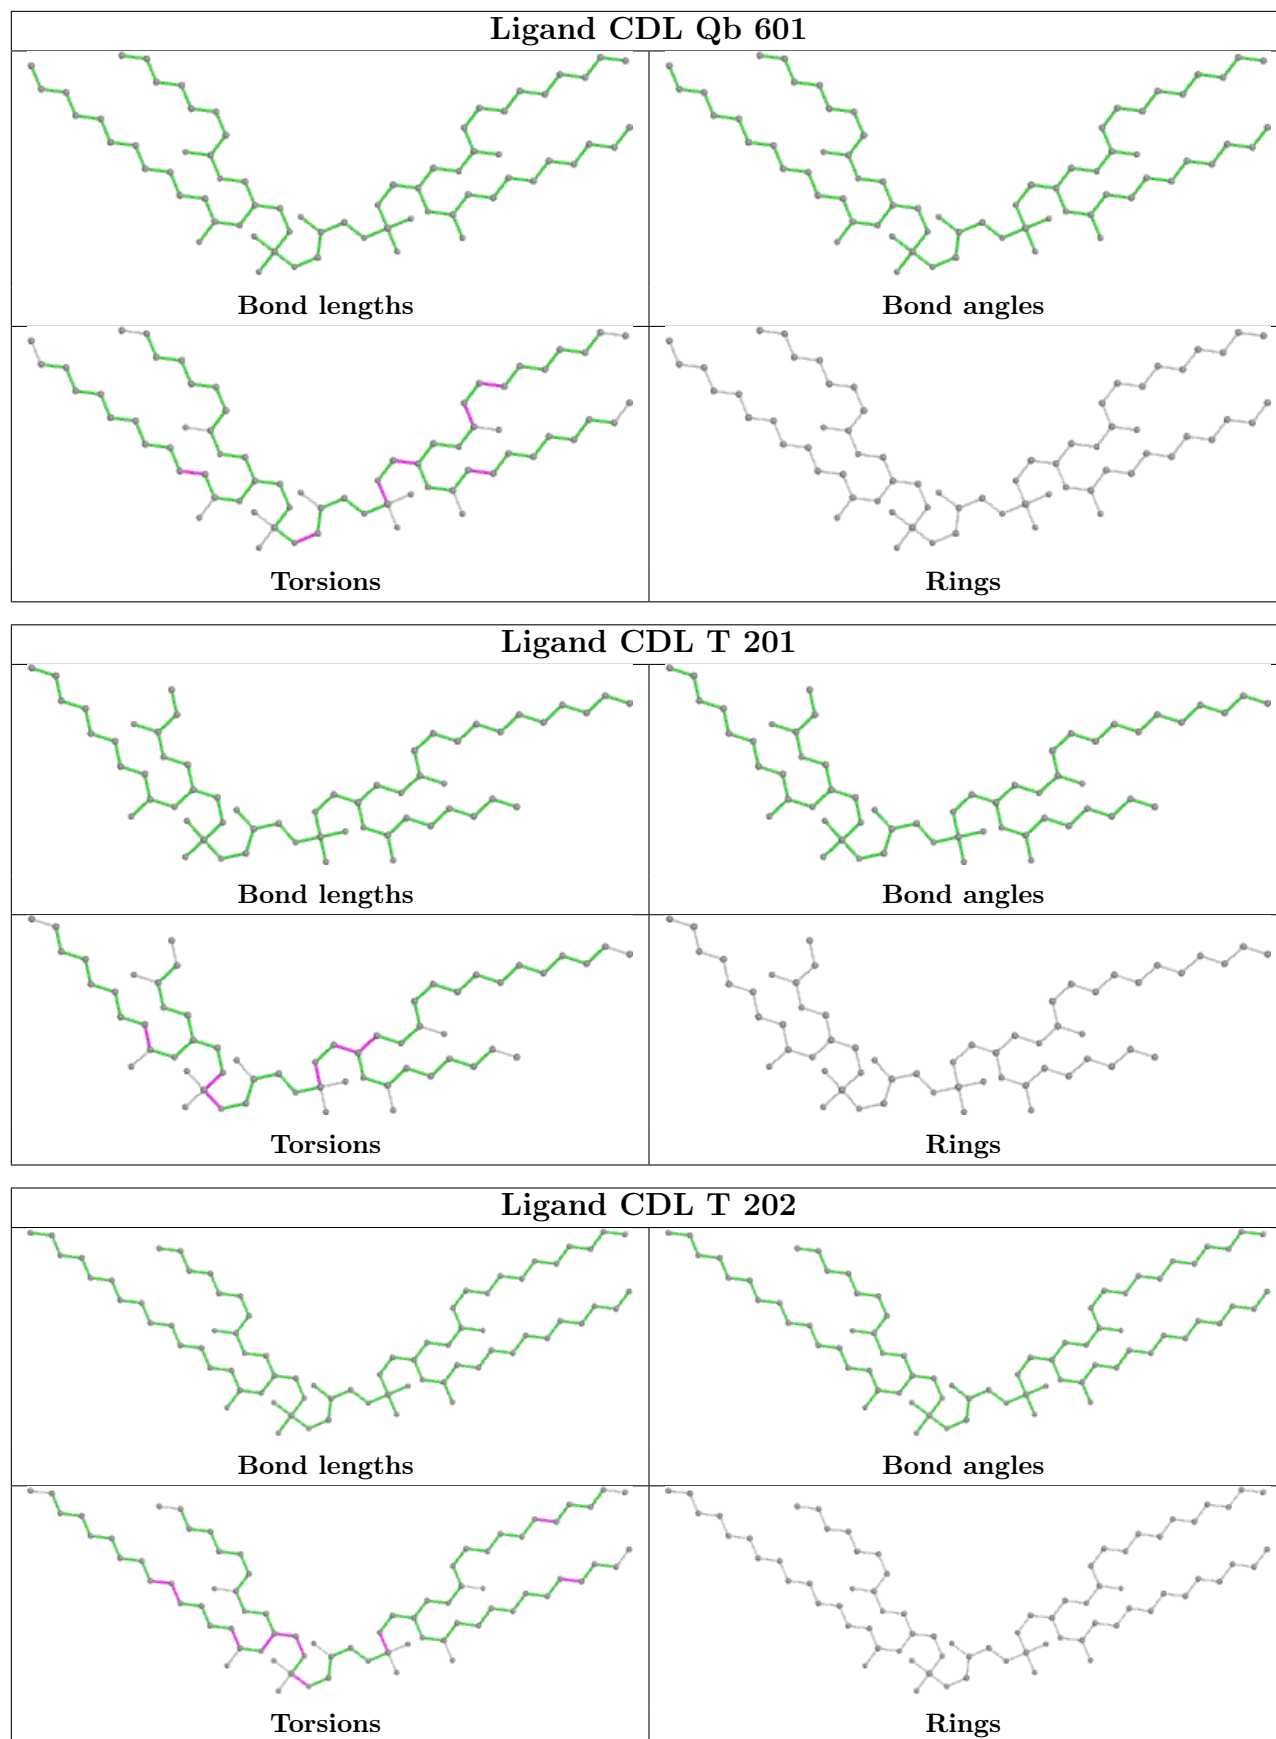 Ligand CDL Qb 601
Bond lengths Bond angles
Torsions Rings
Ligand CDL T 201
Bond lengths Bond angles
Torsions Rings
Ligand CDL T 202
Bond lengths Bond angles
Torsions Rings